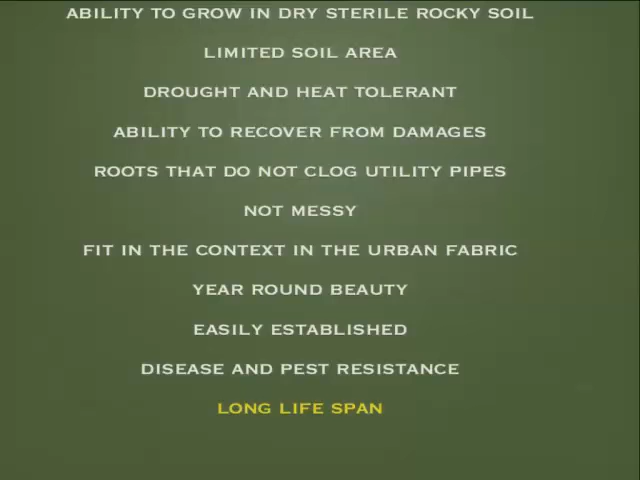 ABILITY TO GROW IN DRY STERILE ROCKY SOIL
LIMITED SOIL AREA
DROUGHT AND HEAT TOLERANT
ABILITY TO RECOVER FROM DAMAGES
ROOTS THAT DO NOT CLOG UTILITY PIPES
NOT MESSY
FIT IN THE CONTEXT IN THE URBAN FABRIC
YEAR ROUND BEAUTY
EASILY ESTABLISHED
DISEASE AND PEST RESISTANCE
LONG LIFE SPAN